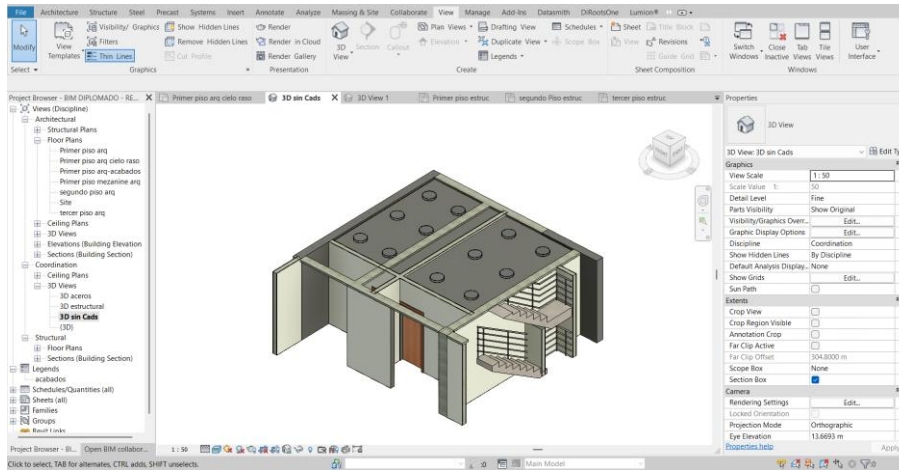 File Architecture Structure Steel Precast Systems Insert Annotate Analyze Massing & Site Collaborate View Manage Add-Ins Datasmith DiRootsOne Lumion®
Modify
View Templates
Visibility/ Graphics
Filters
Thin Lines
Show Hidden Lines
Remove Hidden Lines
Cut Profile
Render
Render in Cloud
Render Gallery
3D View
Section
Callout
Plan Views
Elevation
Drafting View
Duplicate View
Legends
Schedules
Scope Box
Sheet
View
Title Block
Revisions
Guide Grid
Switch Windows
Close Inactive
Tab Views
Tile Views
User Interface
Select Graphics Presentation Create Sheet Composition Windows
Project Browser - BIM DIPLOMADO - RE...
Primer piso arq cielo raso 3D sin Cads 3D View 1 Primer piso estruc segundo Piso estruc tercer piso estruc
Views (Discipline)
Architectural
Structural Plans
Floor Plans
Primer piso arq
Primer piso arq cielo raso
Primer piso arq-acabados
Primer piso mezanine arq
segundo piso arq
Site
tercer piso arq
Ceiling Plans
3D Views
Elevations (Building Elevation
Sections (Building Section)
Coordination
Ceiling Plans
3D Views
3D aceros
3D estructural
3D sin Cads
{3D}
Structural
Floor Plans
Sections (Building Section)
Legends
acabados
Schedules/Quantities (all)
Sheets (all)
Families
Groups
Revit Links
Project Browser - BI... Open BIM collabor...
Properties
3D View
3D View: 3D sin Cads Edit Ty
Graphics
View Scale 1 : 50
Scale Value 1: 50
Detail Level Fine
Parts Visibility Show Original
Visibility/Graphics Overr... Edit...
Graphic Display Options Edit...
Discipline Coordination
Show Hidden Lines By Discipline
Default Analysis Display... None
Show Grids Edit...
Sun Path
Extents
Crop View
Crop Region Visible
Annotation Crop
Far Clip Active
Far Clip Offset 304.8000 m
Scope Box None
Section Box
Camera
Rendering Settings Edit...
Locked Orientation
Projection Mode Orthographic
Eye Elevation 13.6693 m
Properties help Apply
1 : 50
Click to select, TAB for alternates, CTRL adds, SHIFT unselects.
:0 Main Model
:0